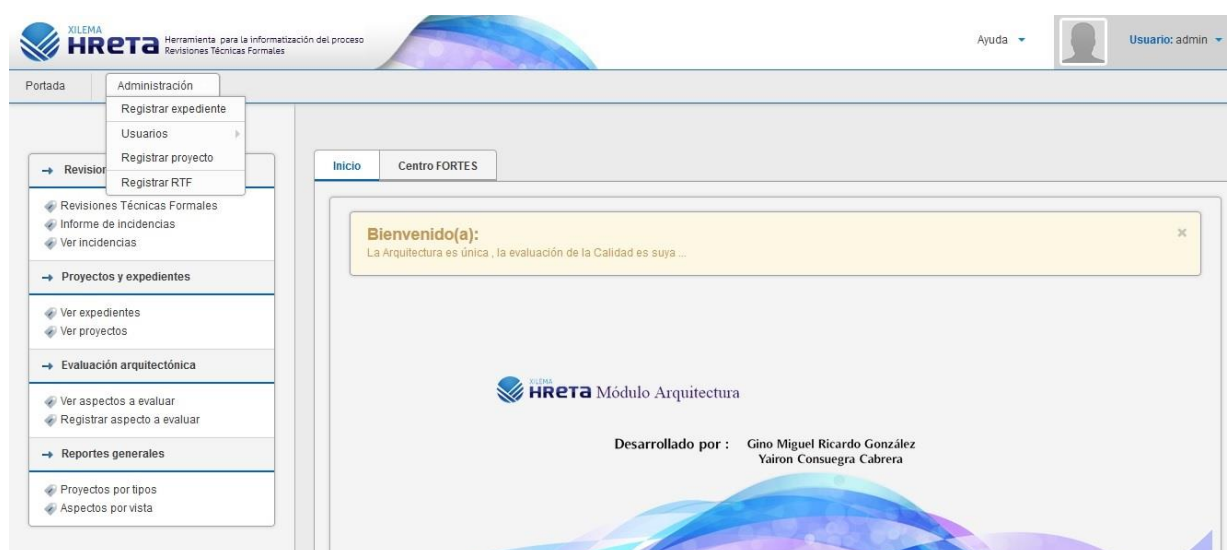 XILEMA
HRETA Herramienta para la informatización del proceso
Revisiones Técnicas Formales
Ayuda
Usuario: admin
Portada
Administración
Registrar expediente
Usuarios
Registrar proyecto
Registrar RTF
Revision
Revisiones Técnicas Formales
Informe de incidencias
Ver incidencias
Proyectos y expedientes
Ver expedientes
Ver proyectos
Evaluación arquitectónica
Ver aspectos a evaluar
Registrar aspecto a evaluar
Reportes generales
Proyectos por tipos
Aspectos por vista
Inicio
Centro FORTES
Bienvenido(a):
La Arquitectura es única , la evaluación de la Calidad es suya ...
XILEMA
HRETA Módulo Arquitectura
Desarrollado por : Gino Miguel Ricardo González
Yairon Consuegra Cabrera